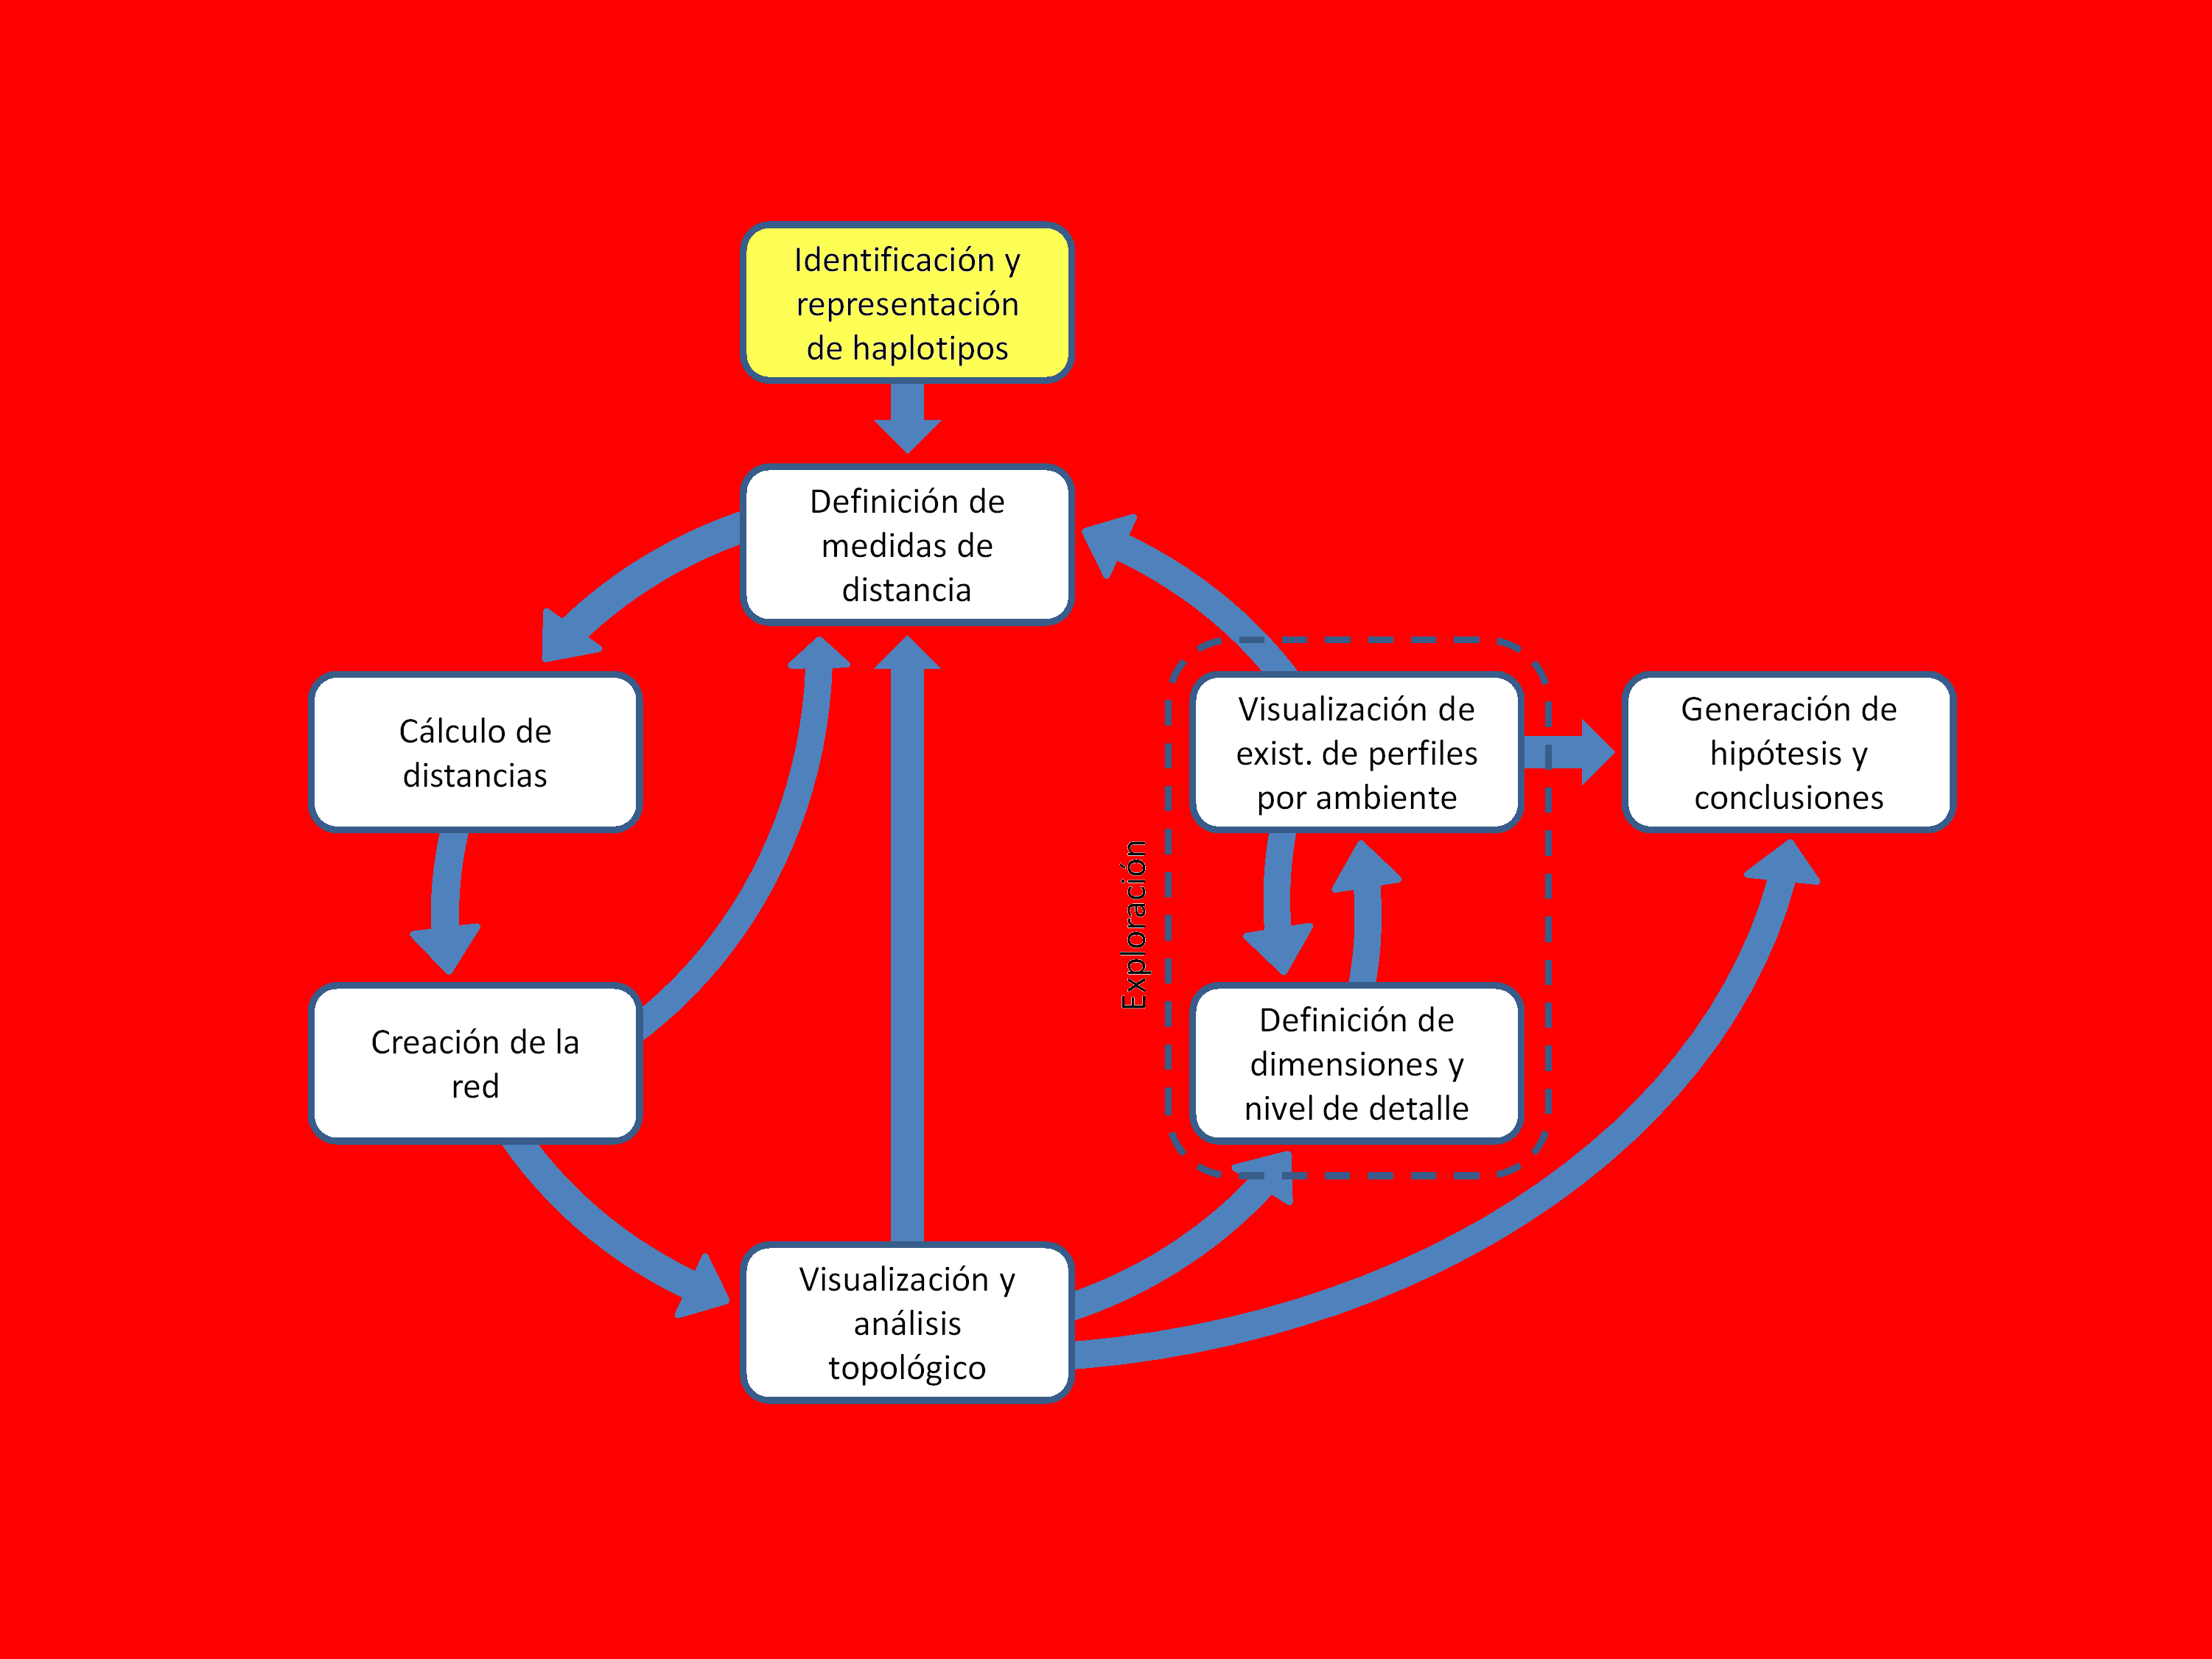 Identificación y
representación
de haplotipos
Definición de
medidas de
distancia
Cálculo de
distancias
Visualización de
exist. de perfiles
por ambiente
Generación de
hipótesis y
conclusiones
Exploración
Creación de la
red
Definición de
dimensiones y
nivel de detalle
Visualización y
análisis
topológico